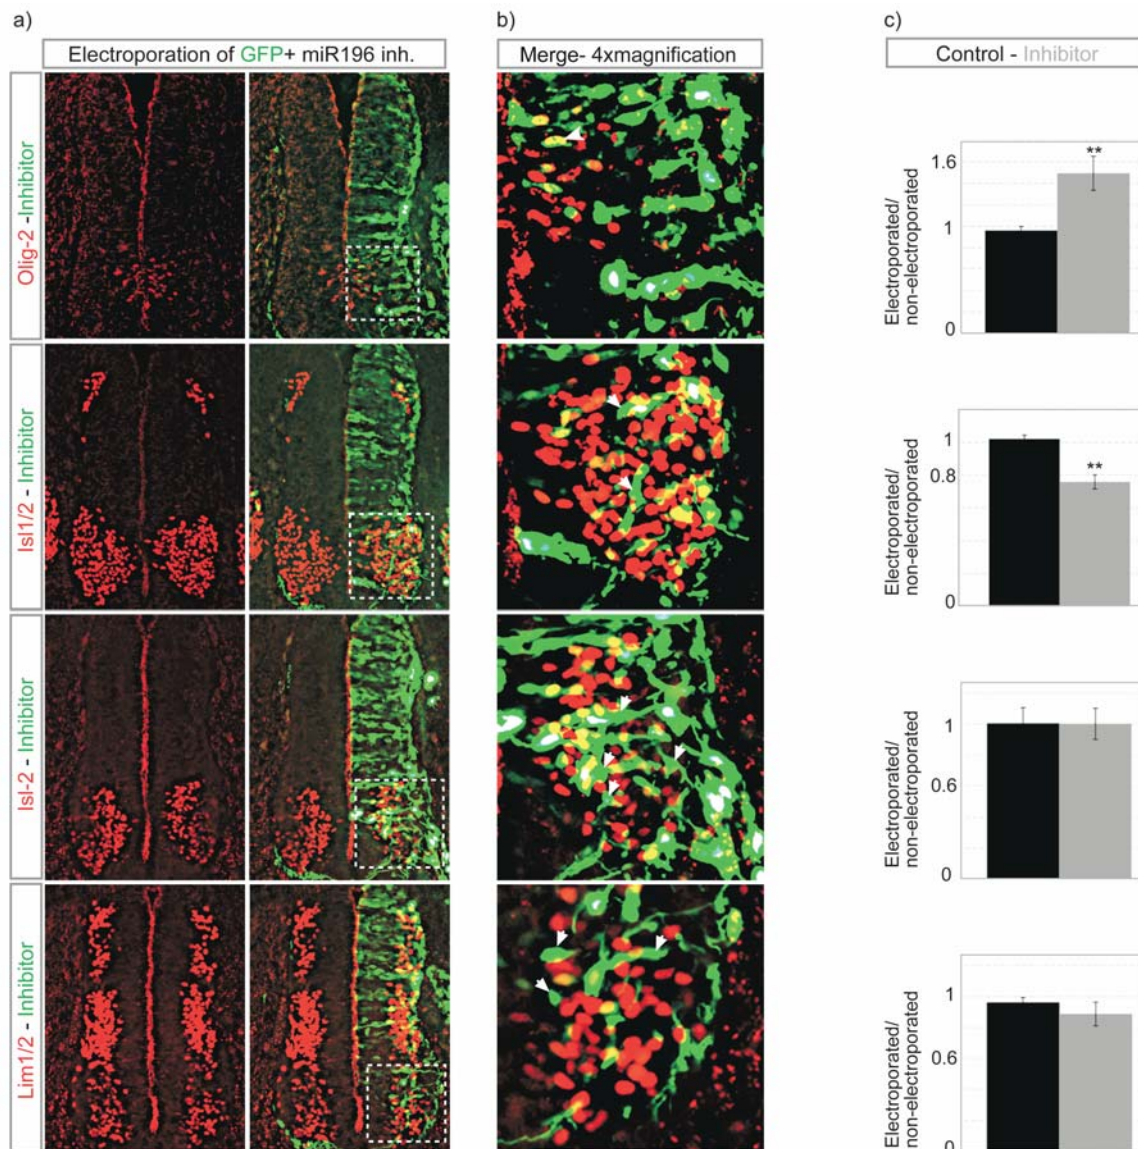 a)
b)
c)
Electroporation of GFP+ miR196 inh.
Merge- 4xmagnification
Control - Inhibitor
Olig-2 -Inhibitor
Electroporated/
non-electroporated
1.6
**
1
0
Isl1/2 - Inhibitor
Electroporated/
non-electroporated
1
0.8
**
0
Isl-2 - Inhibitor
Electroporated/
non-electroporated
1
0.6
0
Lim1/2 - Inhibitor
Electroporated/
non-electroporated
1
0.6
0